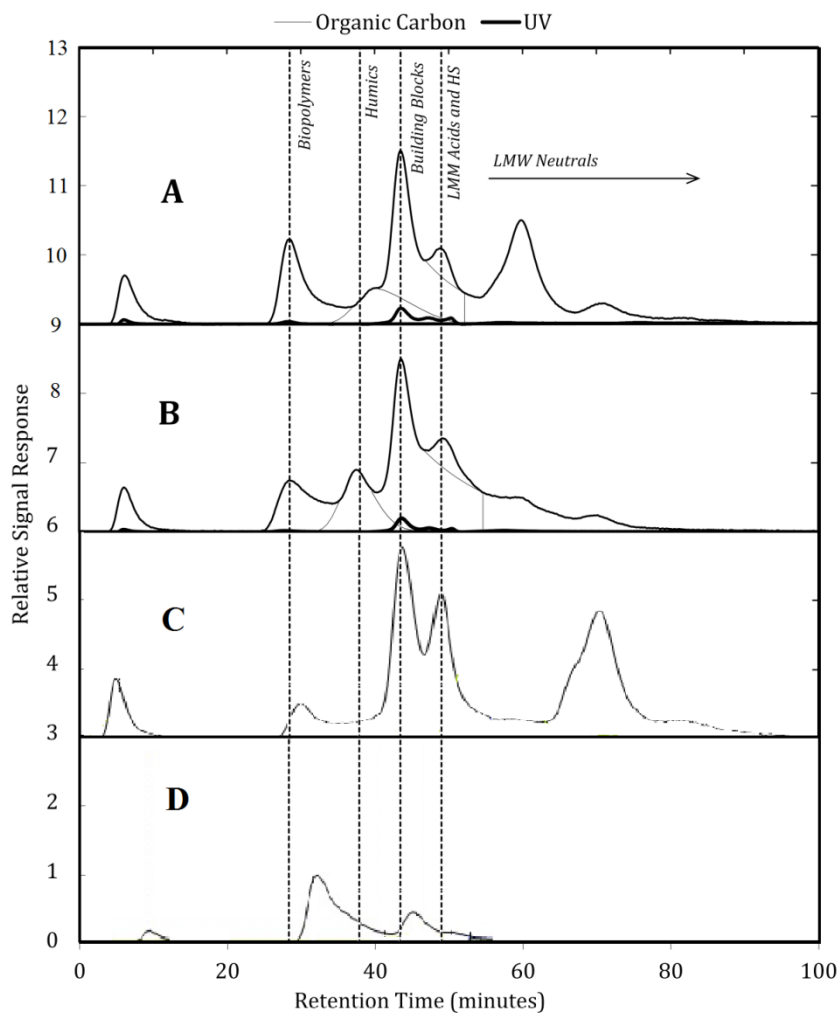 Organic Carbon UV
13
12
11
10
9
8
7
6
5
4
3
2
1
0
Relative Signal Response
A
B
C
D
Biopolymers
Humics
Building Blocks
LMM Acids and HS
LMW Neutrals
0 20 40 60 80 100
Retention Time (minutes)